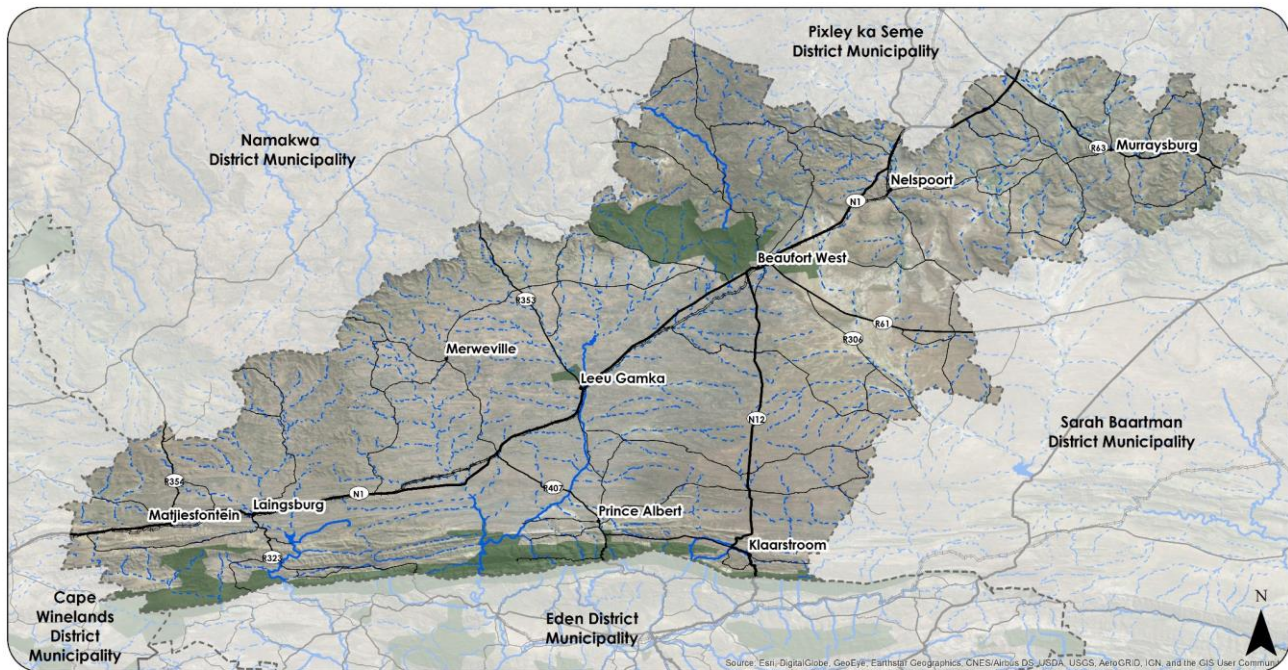 Pixley ka Seme
District Municipality
Namakwa
District Municipality
R63
Murraysburg
Nelspoort
N1
Beaufort West
R353
R61
R306
Merweville
Leeu Gamka
N12
Sarah Baartman
District Municipality
R354
N1
R407
Laingsburg
Matjiesfontein
Prince Albert
Klaarstroom
R323
Cape
Winelands
District
Municipality
Eden District
Municipality
N
Source: Esri, DigitalGlobe, GeoEye, Earthstar Geographics, CNES/Airbus DS, USDA, USGS, AeroGRID, IGN, and the GIS User Commun